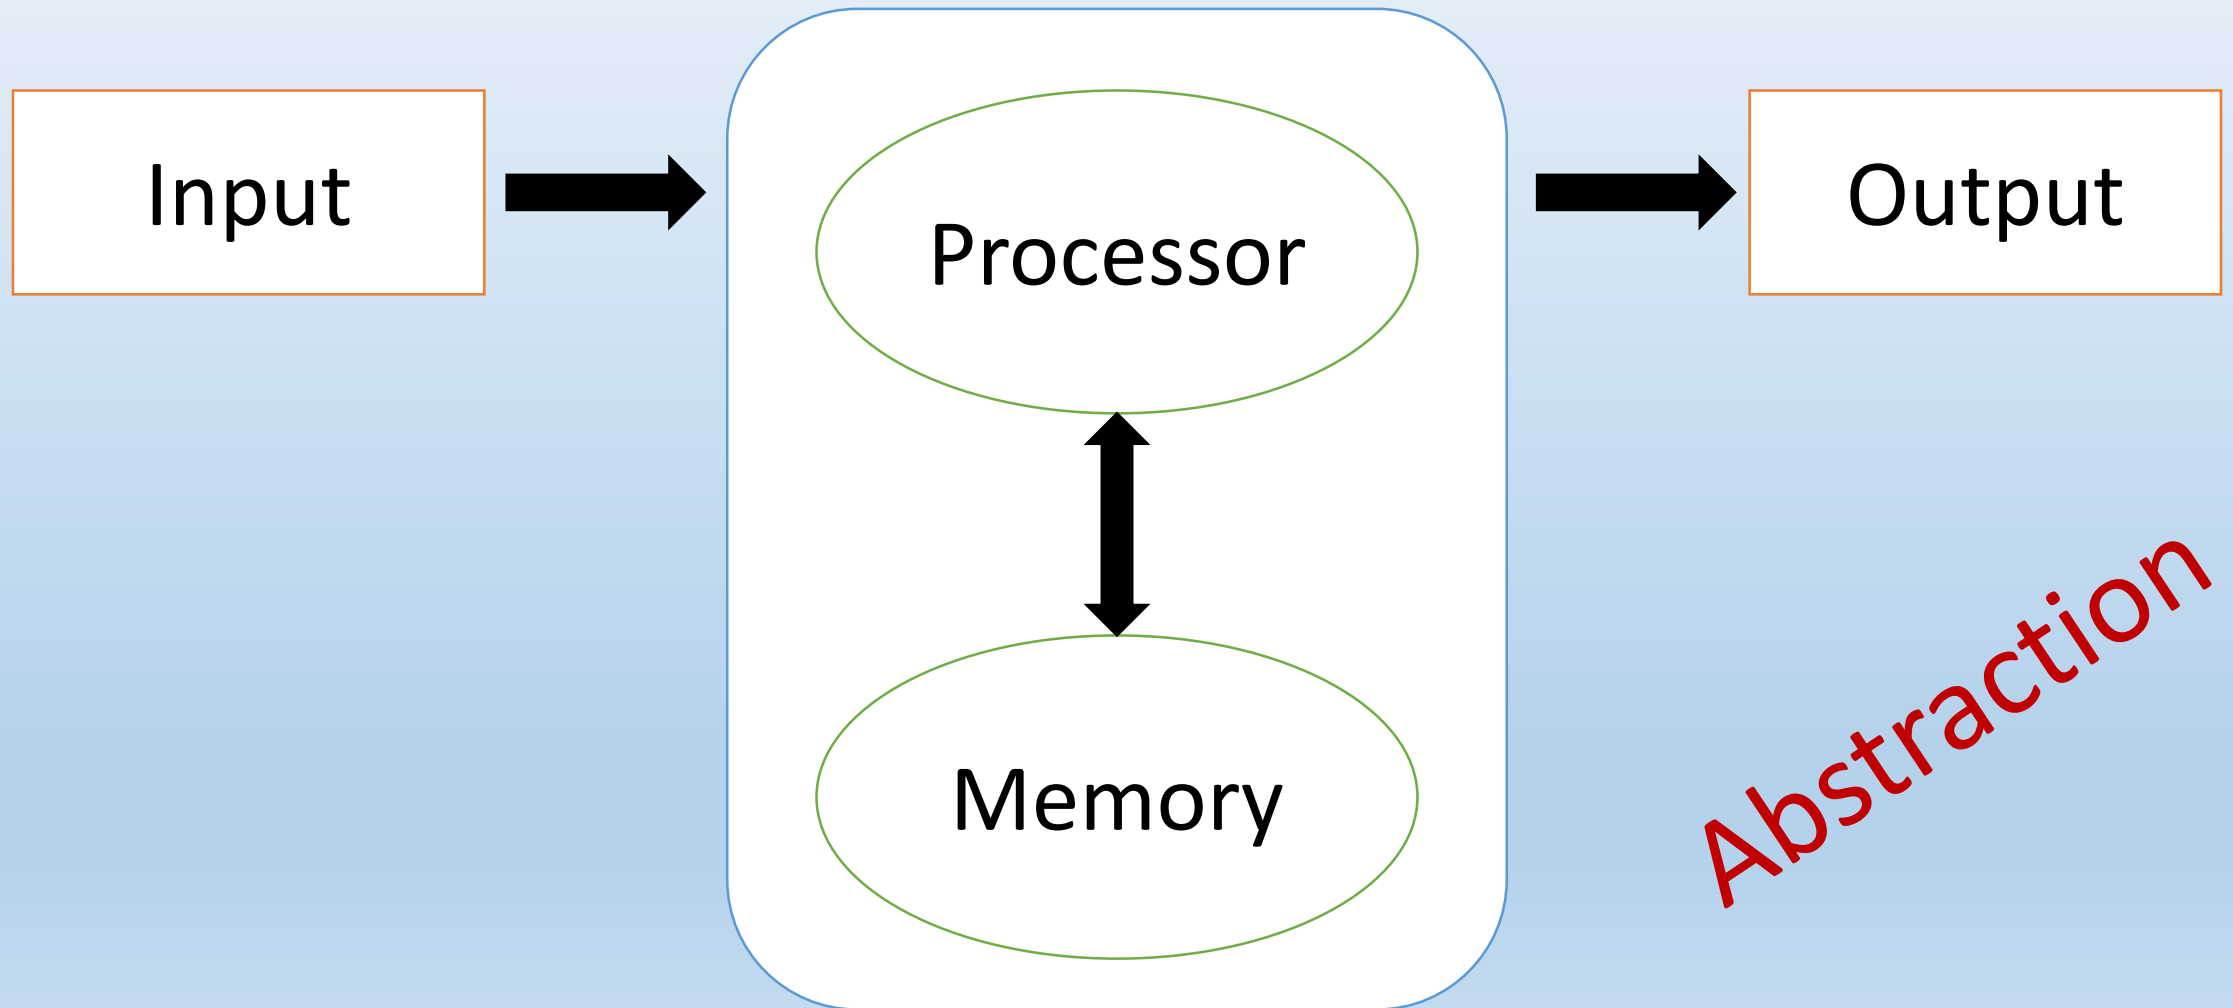 Input
Processor
Output
Memory
Abstraction